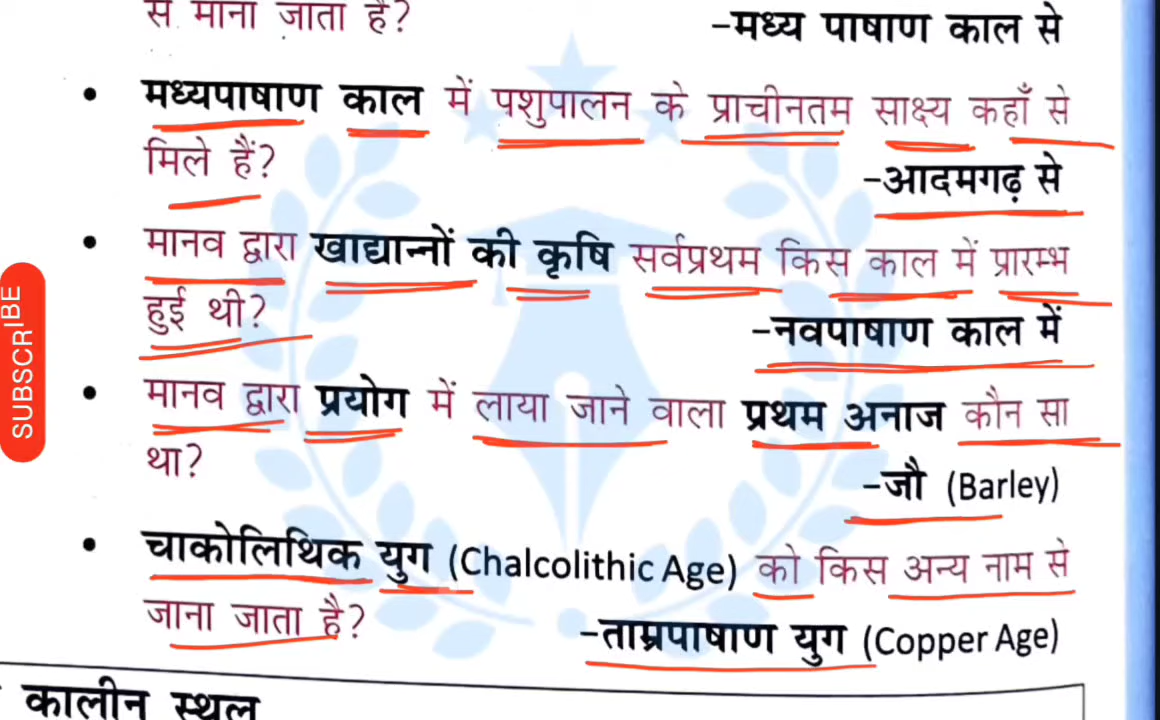 से माना जाता है?
-मध्य पाषाण काल से
• मध्यपाषाण काल में पशुपालन के प्राचीनतम साक्ष्य कहाँ से
मिले हैं?
-आदमगढ़ से
• मानव द्वारा खाद्यान्नों की कृषि सर्वप्रथम किस काल में प्रारम्भ
हुई थी?
-नवपाषाण काल में
• मानव द्वारा प्रयोग में लाया जाने वाला प्रथम अनाज कौन सा
था?
-जौ (Barley)
• चाकोलिथिक युग (Chalcolithic Age) को किस अन्य नाम से
जाना जाता है?
-ताम्रपाषाण युग (Copper Age)
कालीन स्थल
SUBSCRIBE